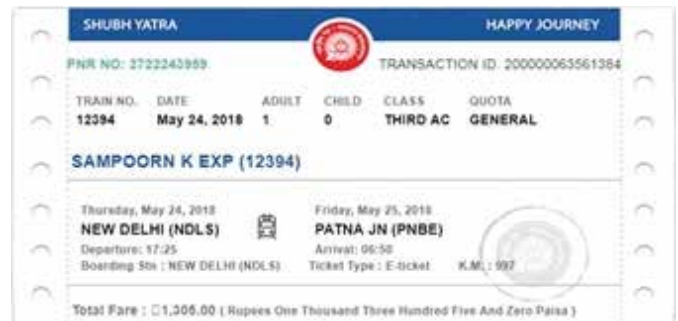 SHUBH YATRA HAPPY JOURNEY
PNR NO: 2722243959 TRANSACTION ID: 200000063561384
TRAIN NO. DATE ADULT CHILD CLASS QUOTA
12394 May 24, 2018 1 0 THIRD AC GENERAL
SAMPOORN K EXP (12394)
Thursday, May 24, 2018 Friday, May 25, 2018
NEW DELHI (NDLS) PATNA JN (PNBE)
Departure: 17:25 Arrival: 06:50
Boarding Stn : NEW DELHI (NDLS) Ticket Type : E-ticket K.M. : 997
Total Fare : 1,305.00 ( Rupees One Thousand Three Hundred Five And Zero Paisa )